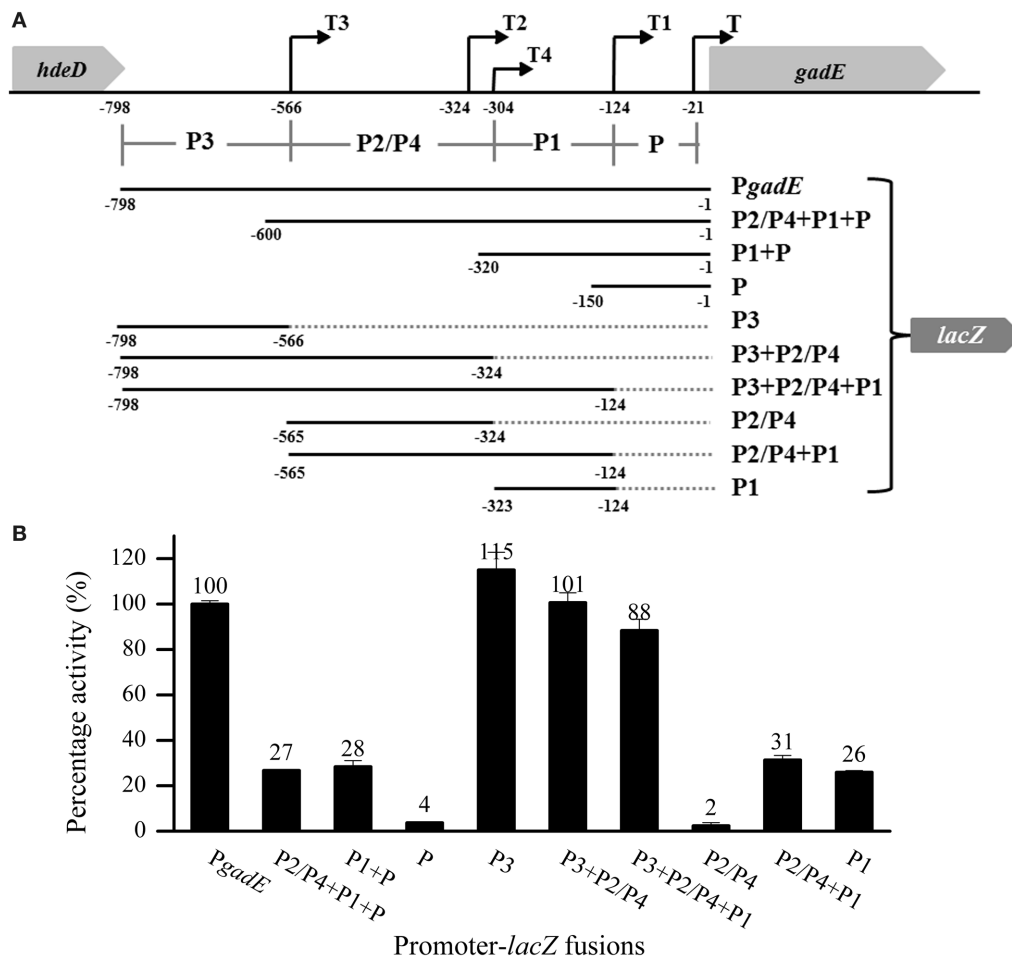 A
T3
T2
T1
T
T4
hdeD
gadE
-798
-566
-324
-304
-124
-21
P3
P2/P4
P1
P
PgadE
-798
-1
P2/P4+P1+P
-600
-1
P1+P
-320
-1
P
-150
-1
P3
-798
-566
lacZ
P3+P2/P4
-798
-324
P3+P2/P4+P1
-798
-124
P2/P4
-565
-324
P2/P4+P1
-565
-124
P1
-323
-124
B
Percentage activity (%)
120
100
80
60
40
20
0
100
27
28
4
115
101
88
2
31
26
PgadE
P2/P4+P1+P
P1+P
P
P3
P3+P2/P4
P3+P2/P4+P1
P2/P4
P2/P4+P1
P1
Promoter-lacZ fusions